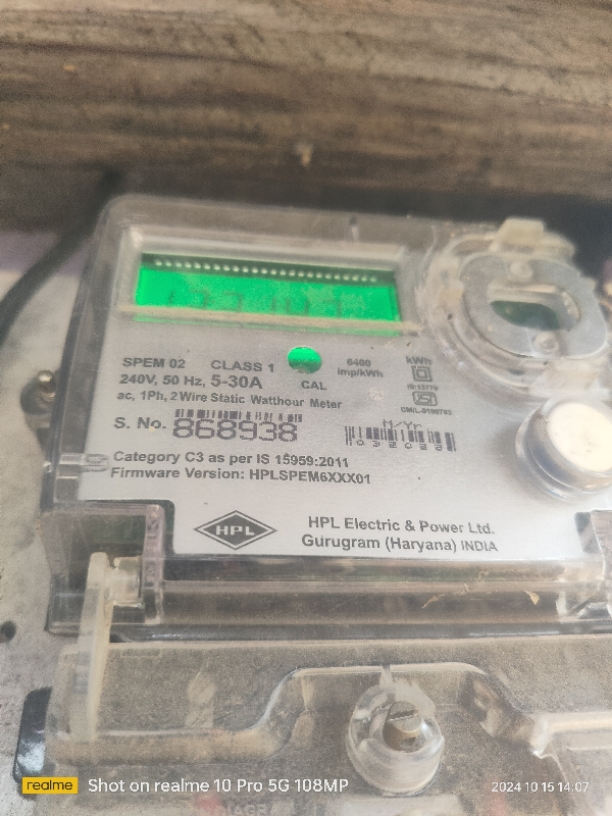 SPEM 02 CLASS 1 6400 kWh
240V, 50 Hz, 5-30A CAL imp/kWh
ac, 1Ph, 2 Wire Static Watthour Meter
S. No. 868938 M/Yr
Category C3 as per IS 15959:2011
Firmware Version: HPLSPEM6XXX01
HPL HPL Electric & Power Ltd.
Gurugram (Haryana) INDIA
realme Shot on realme 10 Pro 5G 108MP 2024 10 15 14:07